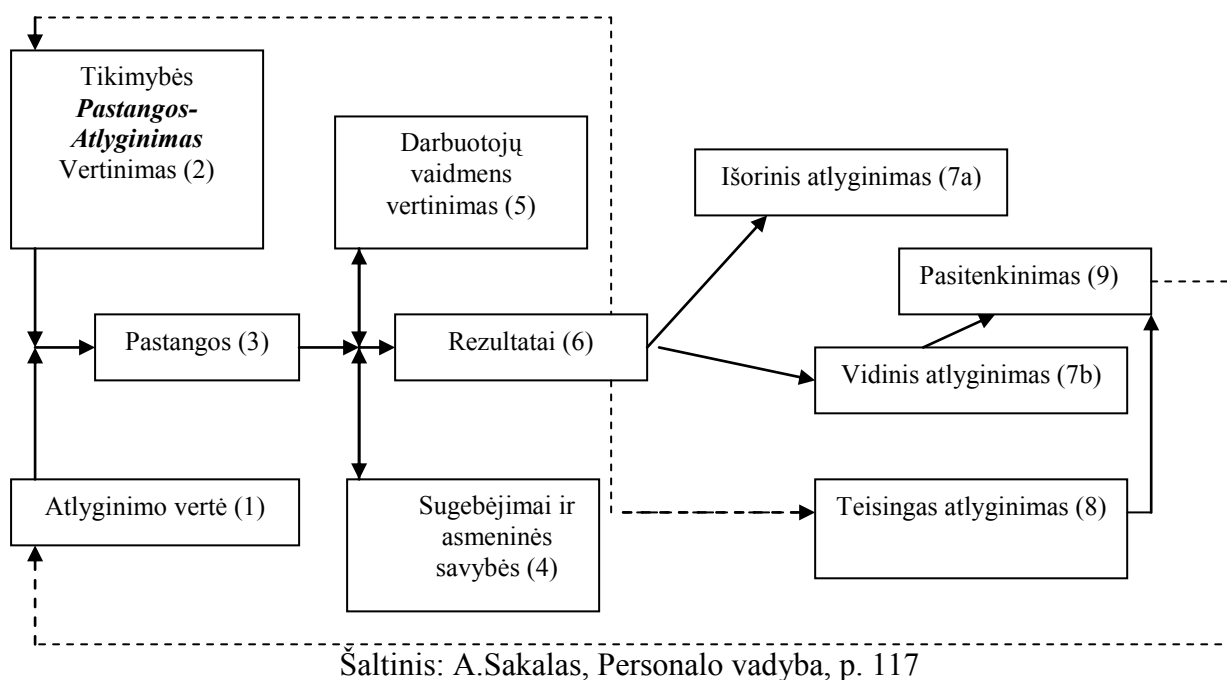 Tikimybės
Pastangos-
Atlyginimas
Vertinimas (2)
Darbuotojų
vaidmens
vertinimas (5)
Išorinis atlyginimas (7a)
Pasitenkinimas (9)
Pastangos (3)
Rezultatai (6)
Vidinis atlyginimas (7b)
Atlyginimo vertė (1)
Sugebėjimai ir
asmeninės
savybės (4)
Teisingas atlyginimas (8)
Šaltinis: A.Sakalas, Personalo vadyba, p. 117